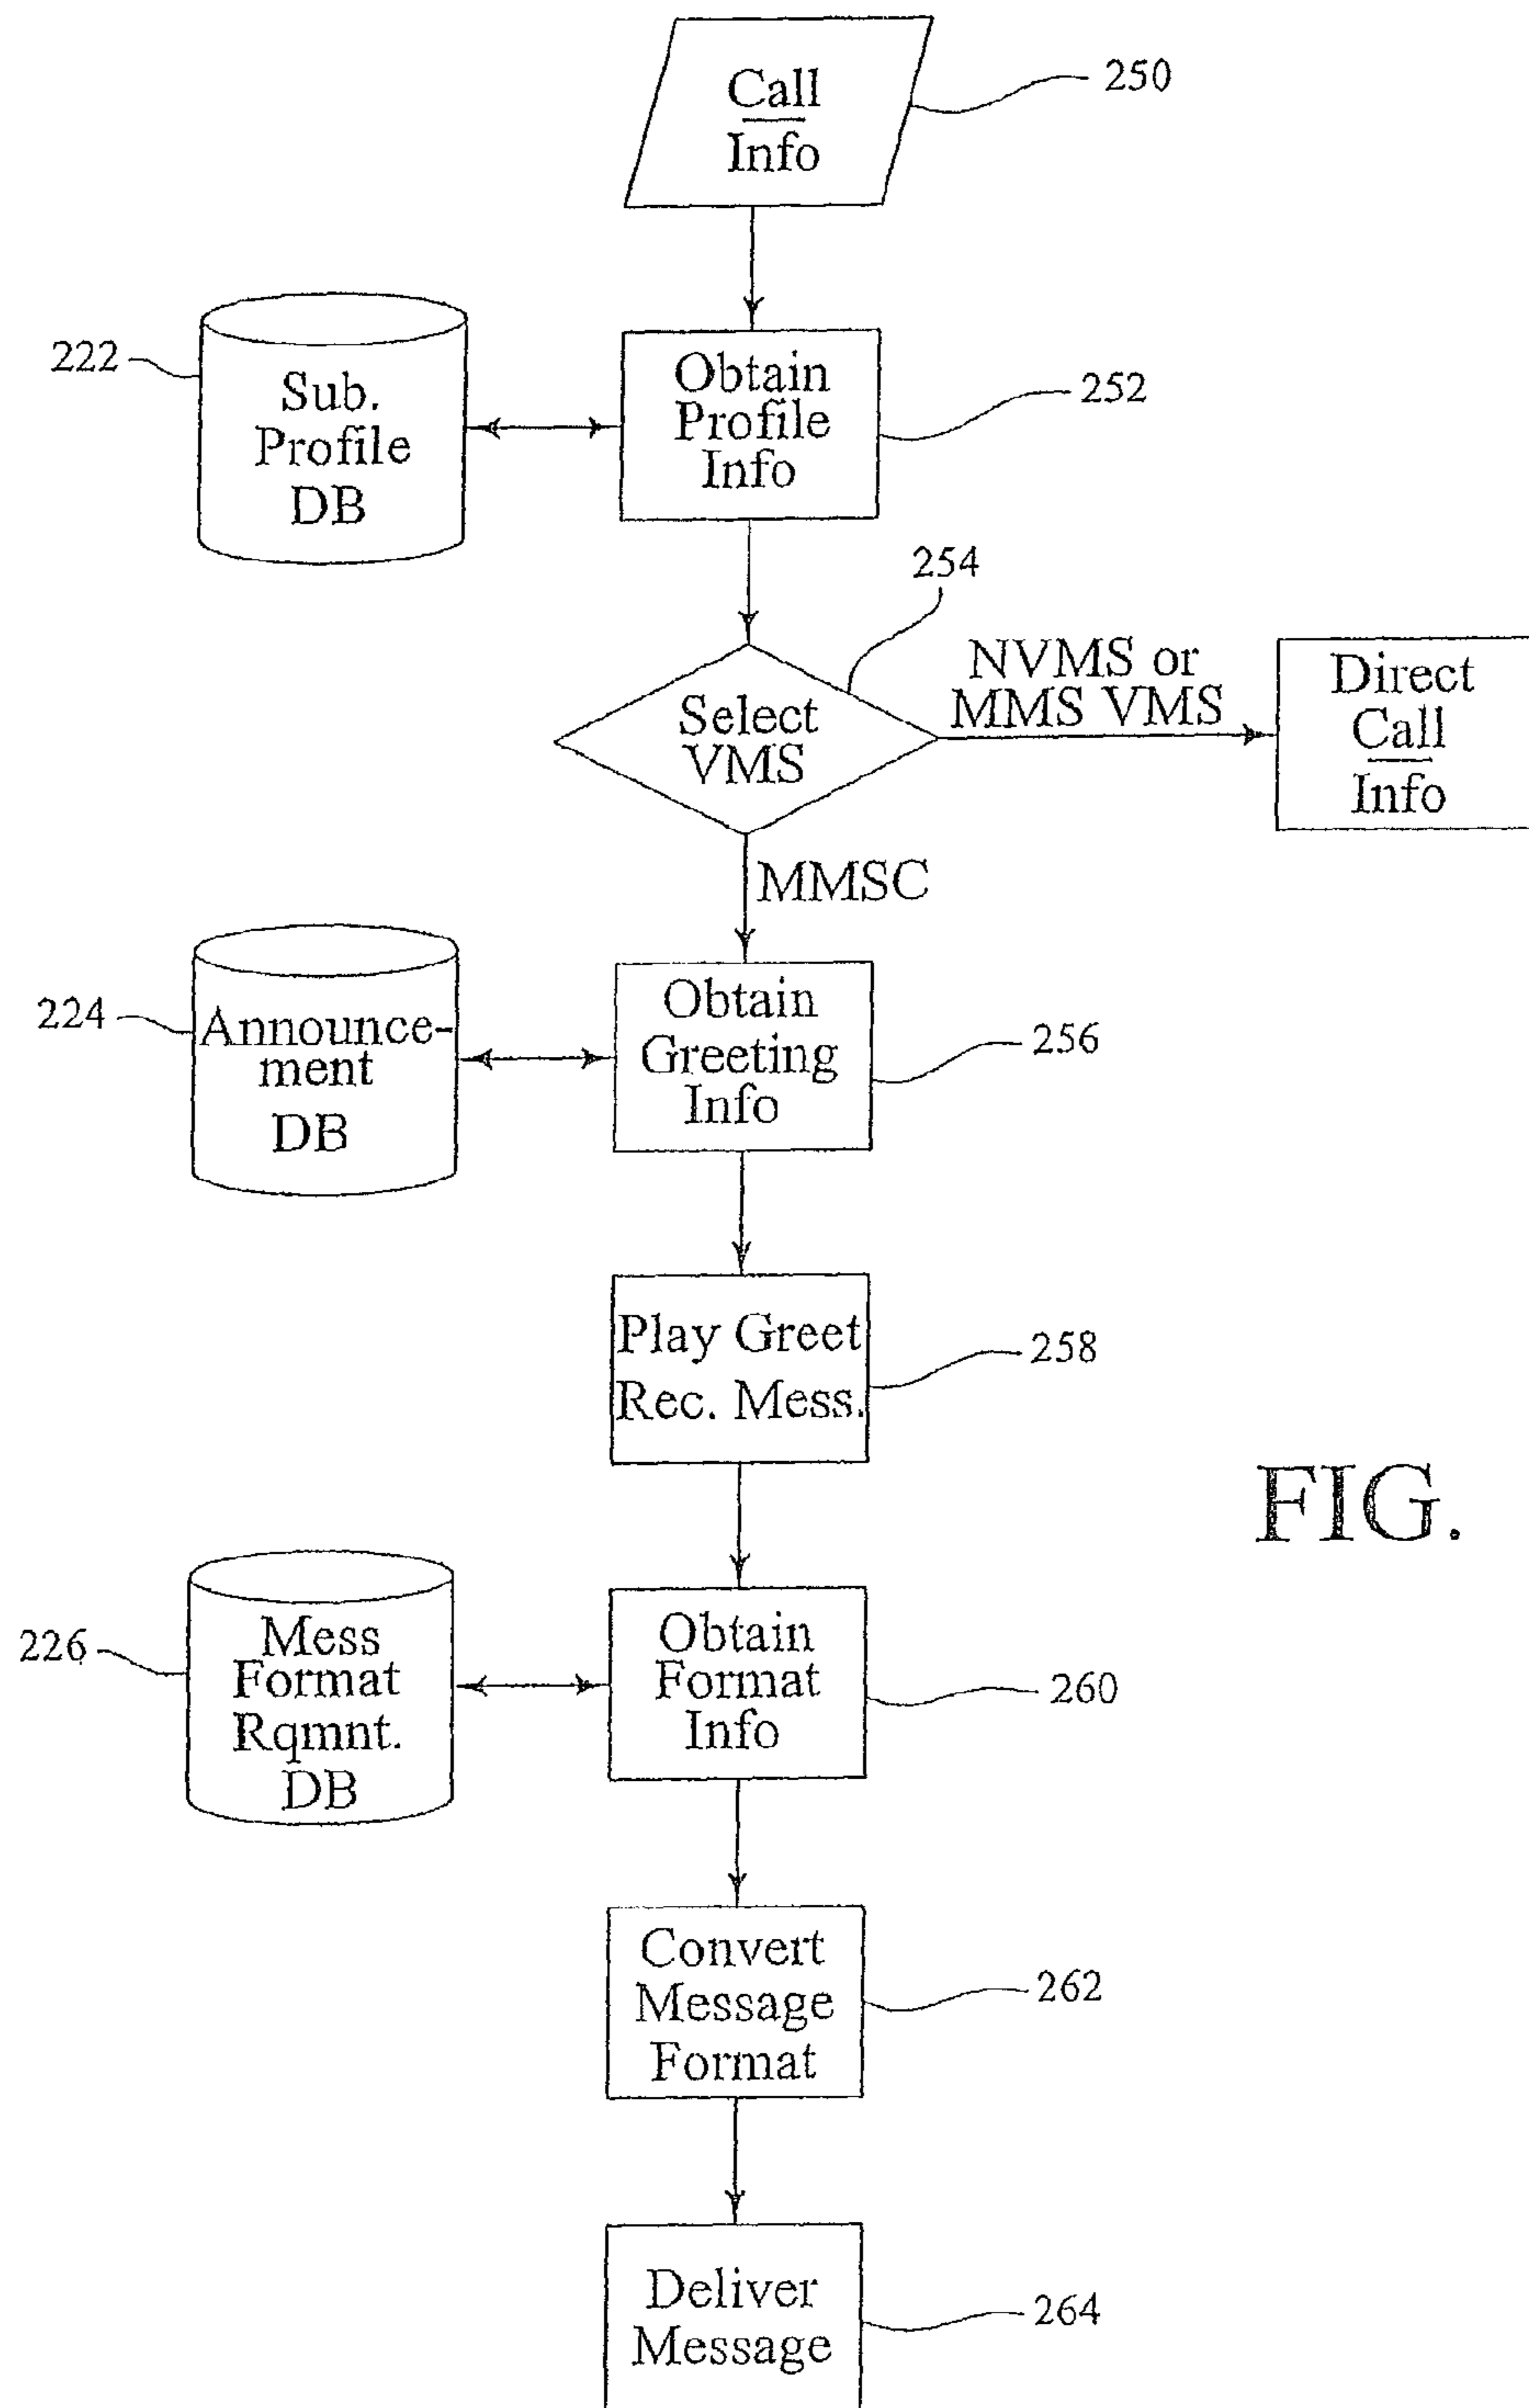 Call
Info
250
222
Sub.
Profile
DB
Obtain
Profile
Info
252
254
Select
VMS
NVMS or
MMS VMS
Direct
Call
Info
MMSC
224
Announce-
ment
DB
Obtain
Greeting
Info
256
Play Greet
Rec. Mess.
258
FIG.
226
Mess
Format
Rqmnt.
DB
Obtain
Format
Info
260
Convert
Message
Format
262
Deliver
Message
264